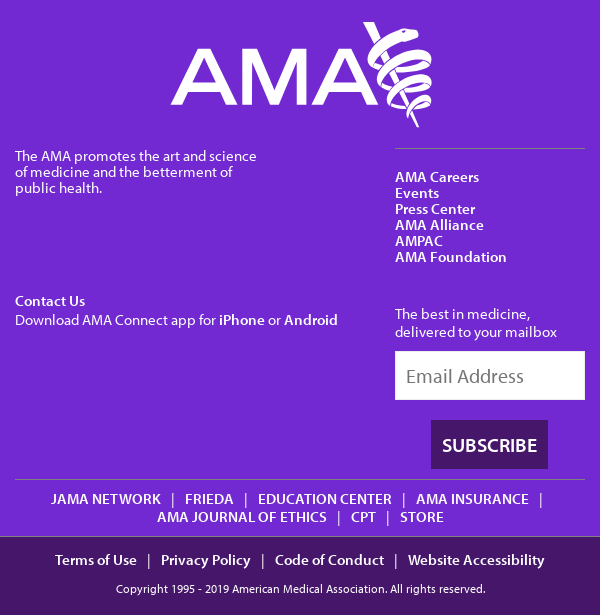 AMA
The AMA promotes the art and science
of medicine and the betterment of
public health.
AMA Careers
Events
Press Center
AMA Alliance
AMPAC
AMA Foundation
Contact Us
Download AMA Connect app for iPhone or Android
The best in medicine,
delivered to your mailbox
Email Address
SUBSCRIBE
JAMA NETWORK | FRIEDA | EDUCATION CENTER | AMA INSURANCE |
AMA JOURNAL OF ETHICS | CPT | STORE
Terms of Use | Privacy Policy | Code of Conduct | Website Accessibility
Copyright 1995 - 2019 American Medical Association. All rights reserved.